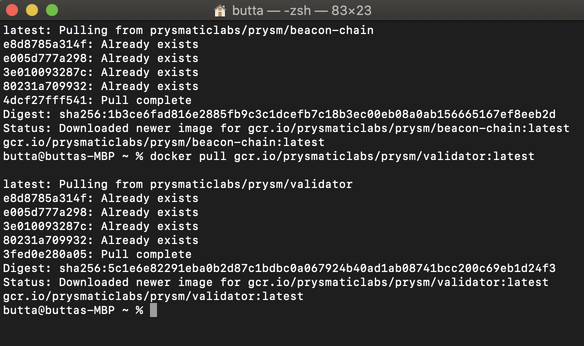 butta — -zsh — 83×23
latest: Pulling from prysmaticlabs/prysm/beacon-chain
e8d8785a314f: Already exists
e005d777a298: Already exists
3e010093287c: Already exists
80231a709932: Already exists
4dcf27fff541: Pull complete
Digest: sha256:1b3ce6fad816e2885fb9c3c1dcefb7c18b3ec00eb08a0ab156665167ef8eeb2d
Status: Downloaded newer image for gcr.io/prysmaticlabs/prysm/beacon-chain:latest
gcr.io/prysmaticlabs/prysm/beacon-chain:latest
butta@buttas-MBP ~ % docker pull gcr.io/prysmaticlabs/prysm/validator:latest
latest: Pulling from prysmaticlabs/prysm/validator
e8d8785a314f: Already exists
e005d777a298: Already exists
3e010093287c: Already exists
80231a709932: Already exists
3fed0e280a05: Pull complete
Digest: sha256:5c1e6e82291eba0b2d87c1bdbc0a067924b40ad1ab08741bcc200c69eb1d24f3
Status: Downloaded newer image for gcr.io/prysmaticlabs/prysm/validator:latest
gcr.io/prysmaticlabs/prysm/validator:latest
butta@buttas-MBP ~ %